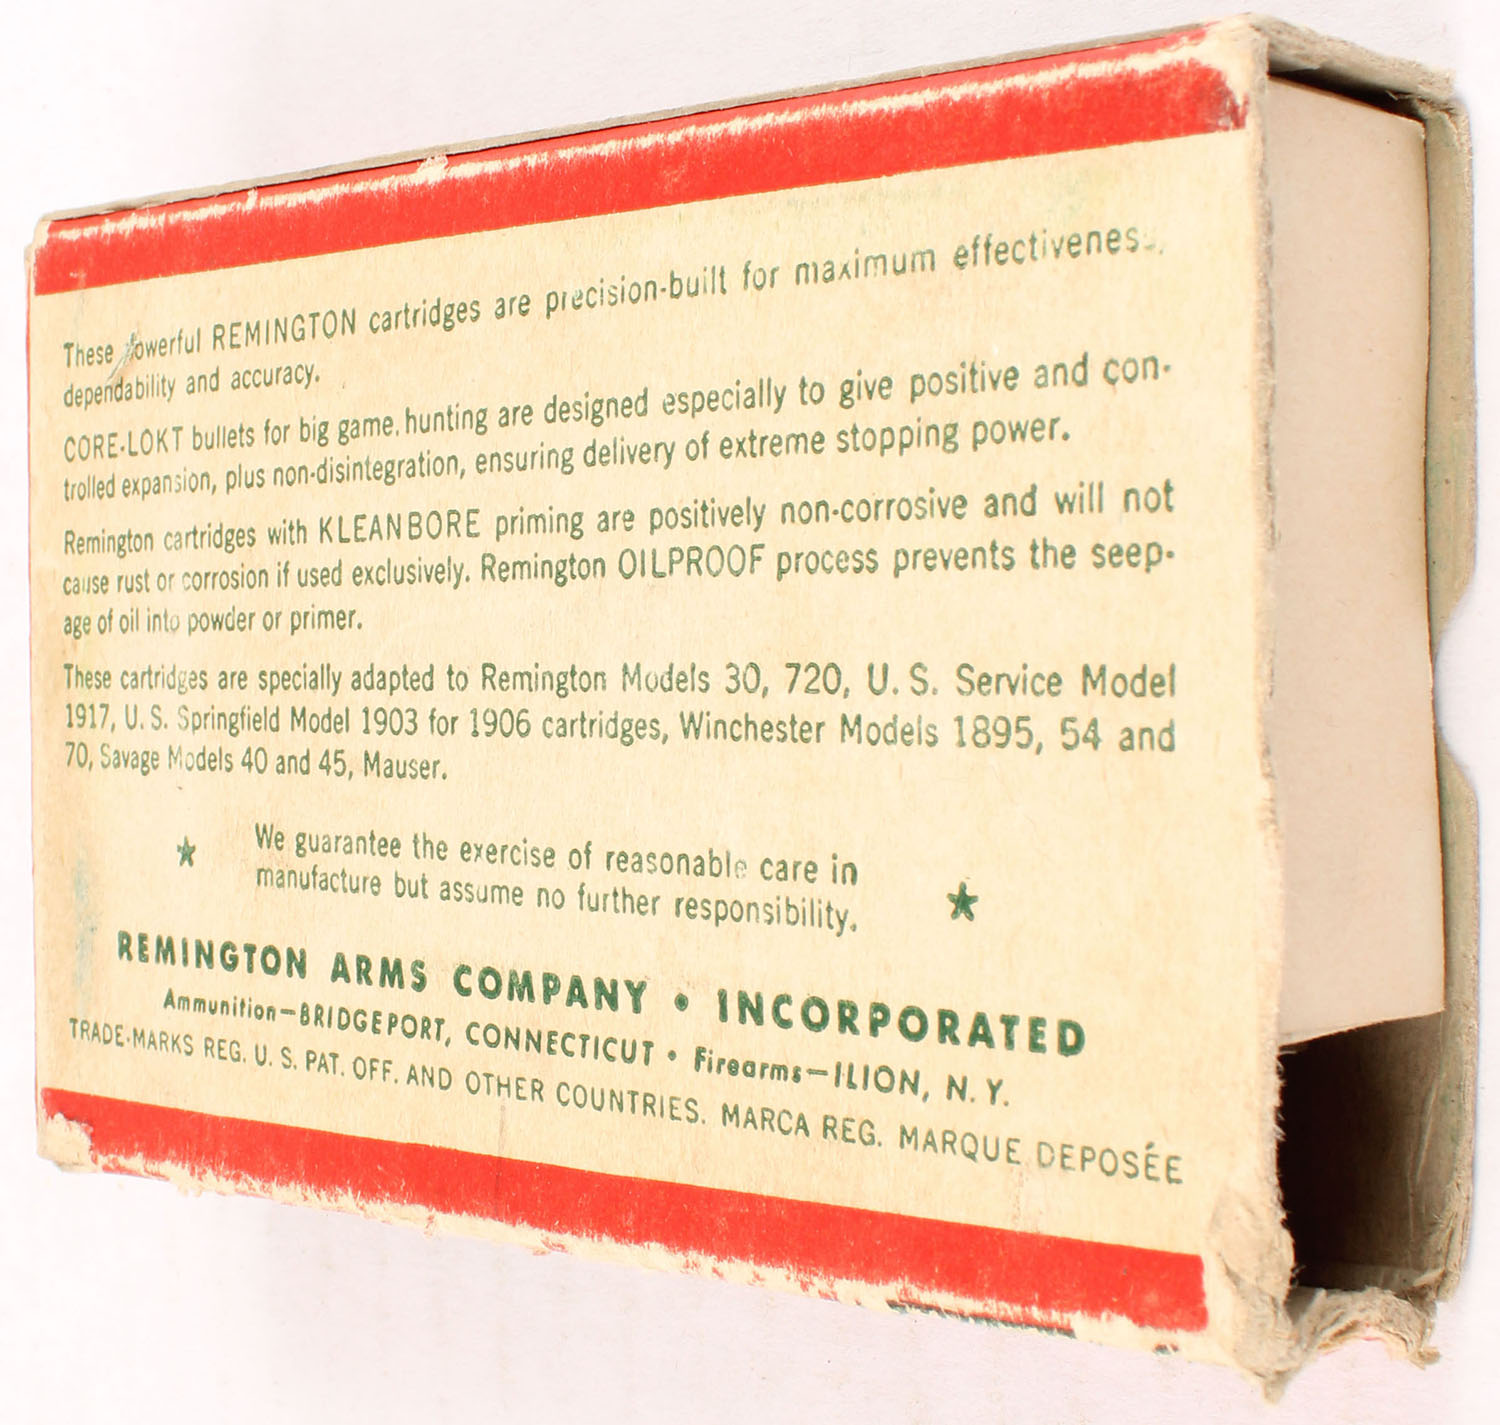 These powerful REMINGTON cartridges are precision-built for maximum effectiveness,
dependability and accuracy.
CORE-LOKT bullets for big game hunting are designed especially to give positive and con-
trolled expansion, plus non-disintegration, ensuring delivery of extreme stopping power.
Remington cartridges with KLEANBORE priming are positively non-corrosive and will not
cause rust or corrosion if used exclusively. Remington OILPROOF process prevents the seep-
age of oil into powder or primer.
These cartridges are specially adapted to Remington Models 30, 720, U. S. Service Model
1917, U. S. Springfield Model 1903 for 1906 cartridges, Winchester Models 1895, 54 and
70, Savage Models 40 and 45, Mauser.
We guarantee the exercise of reasonable care in
manufacture but assume no further responsibility.
REMINGTON ARMS COMPANY • INCORPORATED
Ammunition—BRIDGEPORT, CONNECTICUT • Firearms—ILION, N. Y.
TRADE-MARKS REG. U. S. PAT. OFF. AND OTHER COUNTRIES. MARCA REG. MARQUE DEPOSÉE